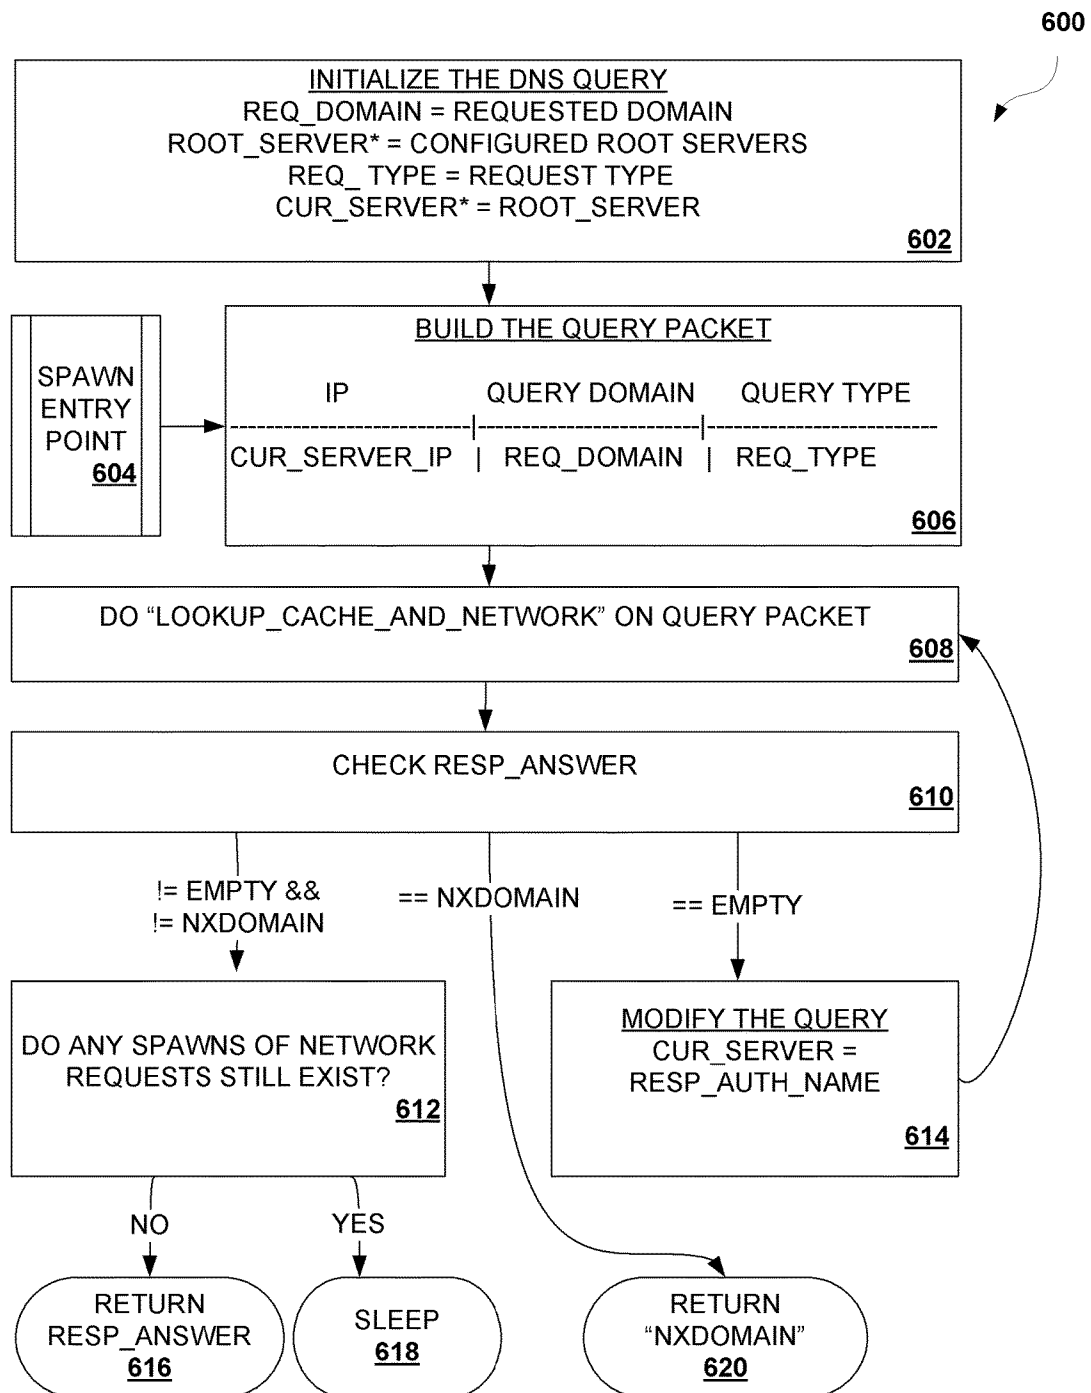 600
INITIALIZE THE DNS QUERY
REQ_DOMAIN = REQUESTED DOMAIN
ROOT_SERVER* = CONFIGURED ROOT SERVERS
REQ_ TYPE = REQUEST TYPE
CUR_SERVER* = ROOT_SERVER
602
SPAWN
ENTRY
POINT
604
BUILD THE QUERY PACKET
IP QUERY DOMAIN QUERY TYPE
------------------------------|----------------------------|----------------------------
CUR_SERVER_IP | REQ_DOMAIN | REQ_TYPE
606
DO “LOOKUP_CACHE_AND_NETWORK” ON QUERY PACKET
608
CHECK RESP_ANSWER
610
!= EMPTY &&
!= NXDOMAIN
== NXDOMAIN
== EMPTY
DO ANY SPAWNS OF NETWORK
REQUESTS STILL EXIST?
612
MODIFY THE QUERY
CUR_SERVER =
RESP_AUTH_NAME
614
NO
YES
RETURN
RESP_ANSWER
616
SLEEP
618
RETURN
“NXDOMAIN”
620